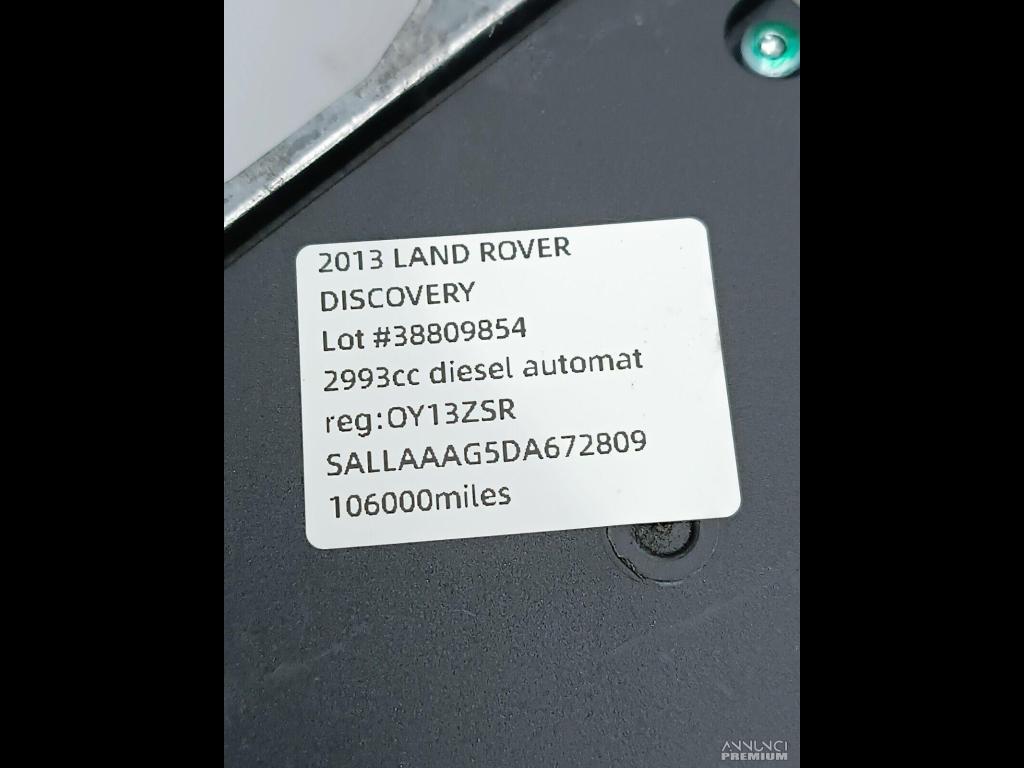 2013 LAND ROVER
DISCOVERY
Lot #38809854
2993cc diesel automat
reg:OY13ZSR
SALLAAAG5DA672809
106000miles
ANNUNCI
PREMIUM